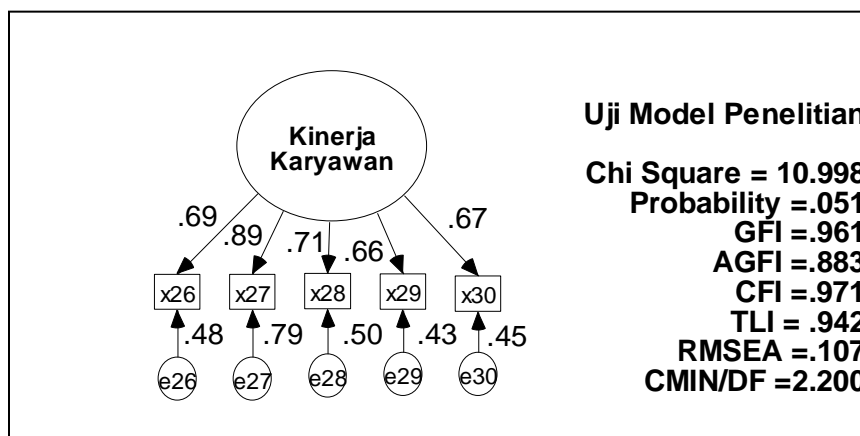 Kinerja
Karyawan
.69
.89
.71
.66
.67
x26
x27
x28
x29
x30
.48
.79
.50
.43
.45
e26
e27
e28
e29
e30
Uji Model Penelitian
Chi Square = 10.998
Probability =.051
GFI =.961
AGFI =.883
CFI =.971
TLI = .942
RMSEA =.107
CMIN/DF =2.200